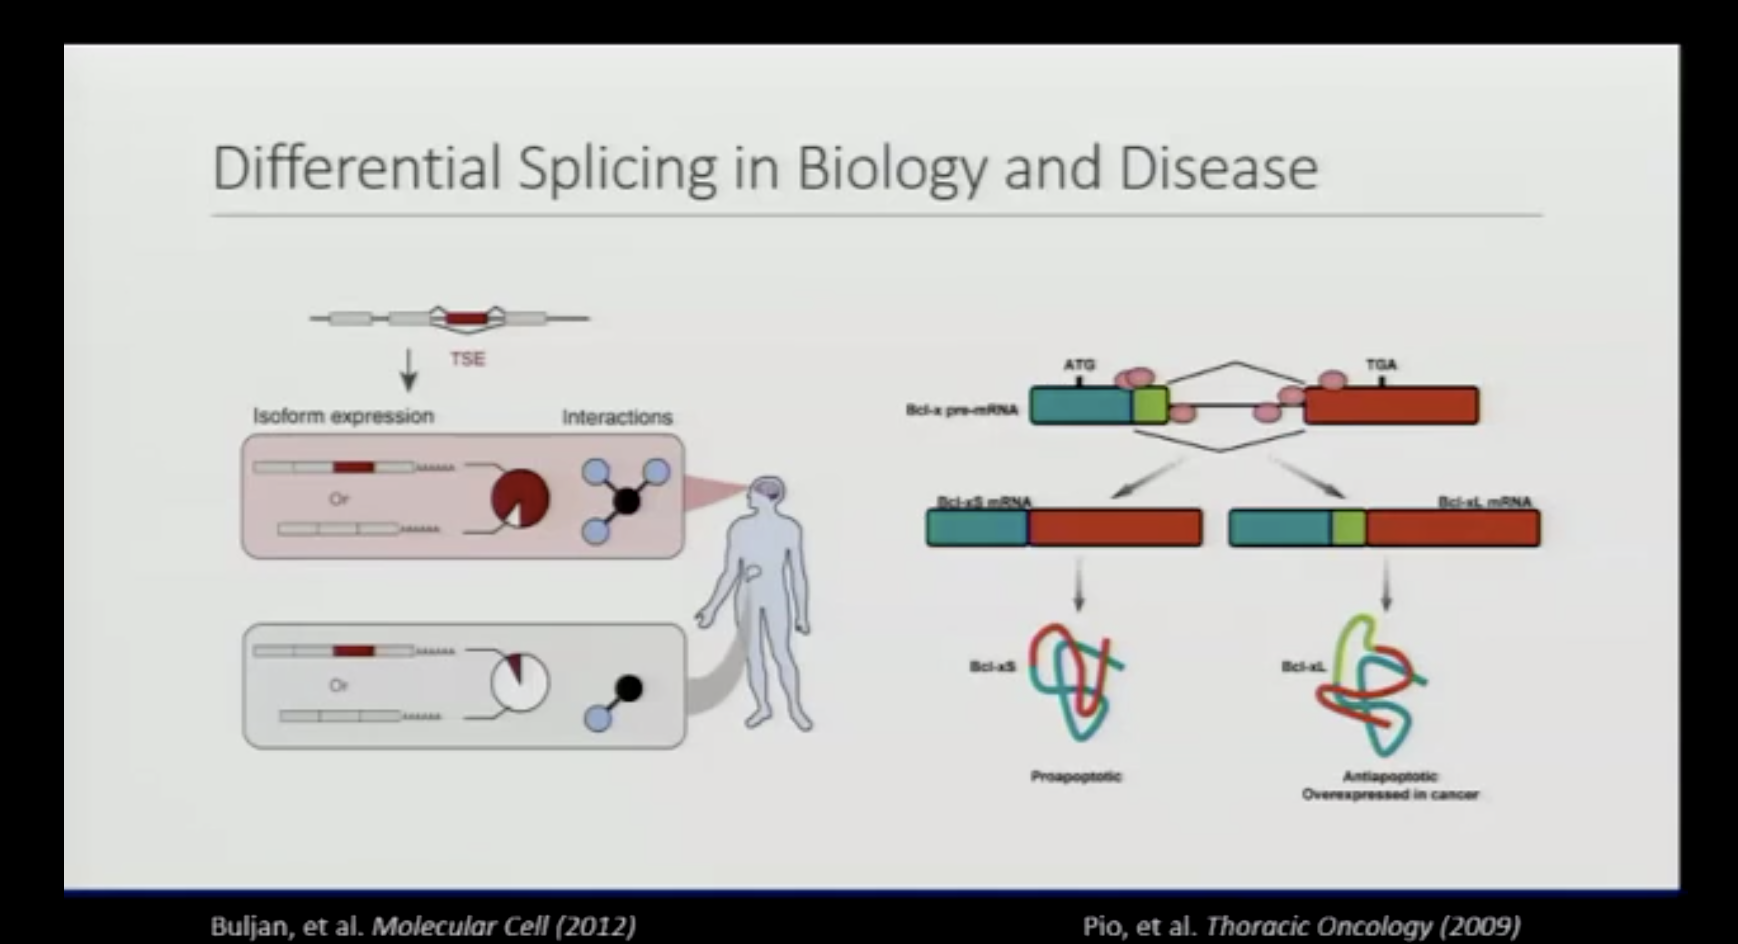 Differential Splicing in Biology and Disease
TSE
Isoform expression
Interactions
Or
Or
ATG
TGA
Bcl-x pre-mRNA
Bcl-xS mRNA
Bcl-xL mRNA
Bcl-xS
Bcl-xL
Proapoptotic
Antiapoptotic
Overexpressed in cancer
Buljan, et al. Molecular Cell (2012)
Pio, et al. Thoracic Oncology (2009)